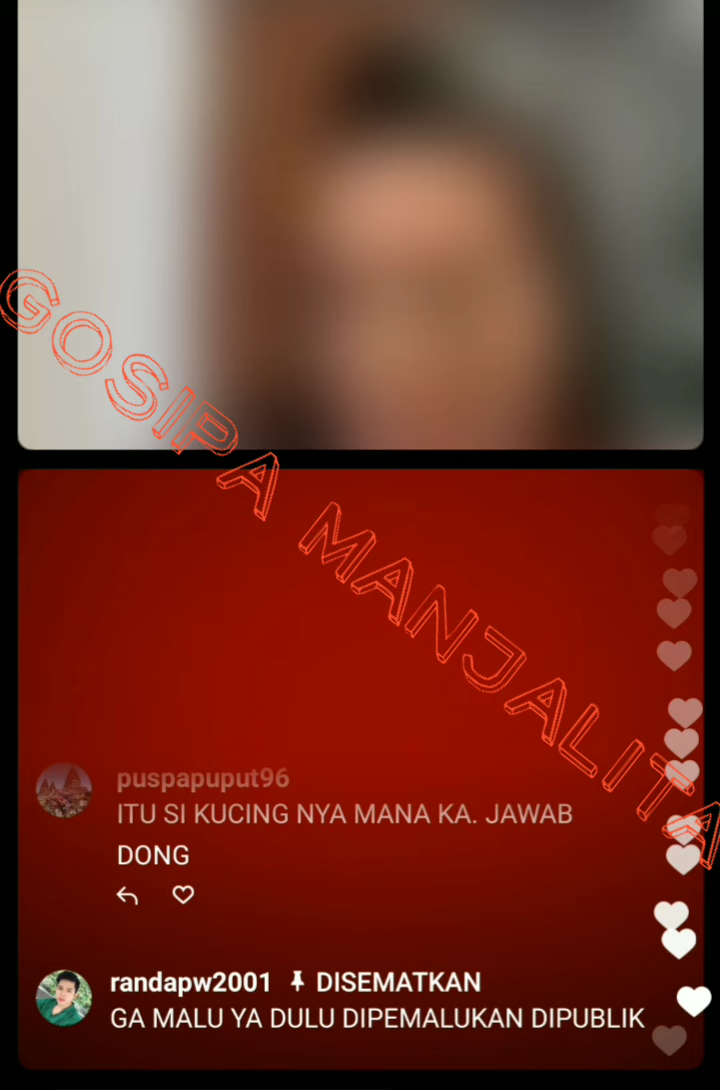 GOSIPA MANJALITA
puspapuput96
ITU SI KUCING NYA MANA KA. JAWAB
DONG
randapw2001 DISEMATKAN
GA MALU YA DULU DIPEMALUKAN DIPUBLIK